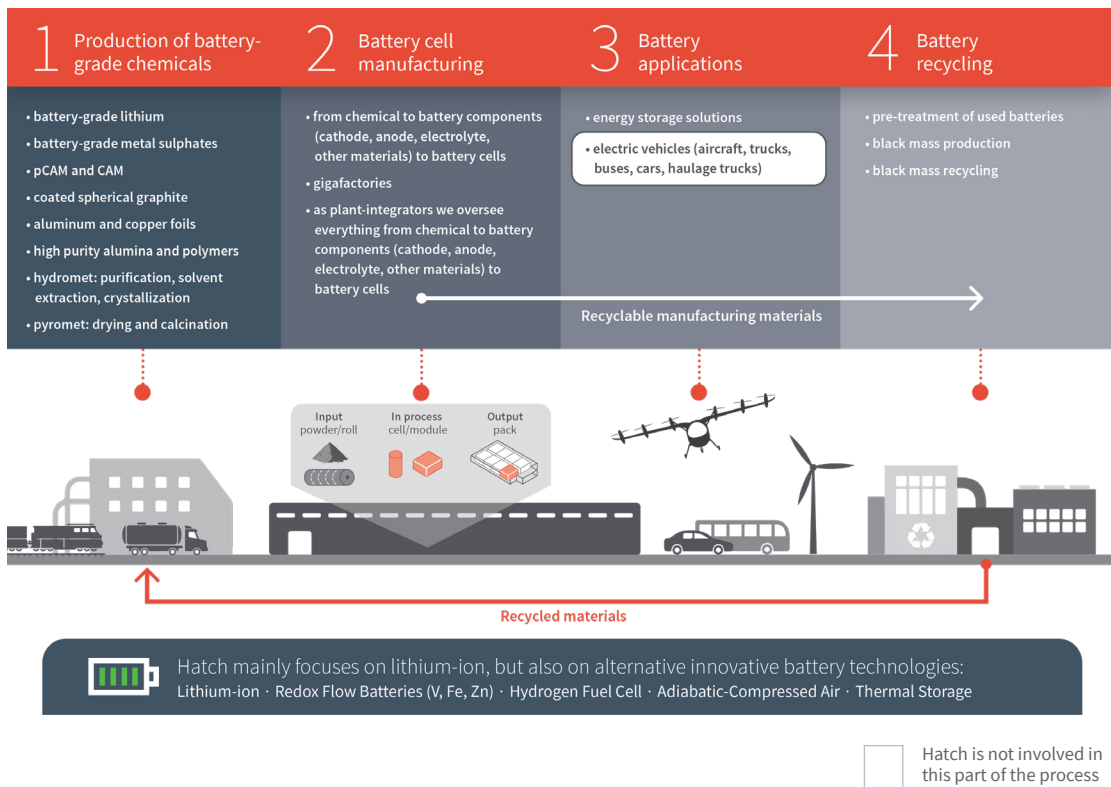 1 Production of battery-
grade chemicals
2 Battery cell
manufacturing
3 Battery
applications
4 Battery
recycling
• battery-grade lithium
• battery-grade metal sulphates
• pCAM and CAM
• coated spherical graphite
• aluminum and copper foils
• high purity alumina and polymers
• hydromet: purification, solvent
extraction, crystallization
• pyromet: drying and calcination
• from chemical to battery components
(cathode, anode, electrolyte,
other materials) to battery cells
• gigafactories
• as plant-integrators we oversee
everything from chemical to battery
components (cathode, anode,
electrolyte, other materials) to
battery cells
• energy storage solutions
• electric vehicles (aircraft, trucks,
buses, cars, haulage trucks)
• pre-treatment of used batteries
• black mass production
• black mass recycling
Recyclable manufacturing materials
Input
powder/roll
In process
cell/module
Output
pack
Recycled materials
Hatch mainly focuses on lithium-ion, but also on alternative innovative battery technologies:
Lithium-ion · Redox Flow Batteries (V, Fe, Zn) · Hydrogen Fuel Cell · Adiabatic-Compressed Air · Thermal Storage
Hatch is not involved in
this part of the process